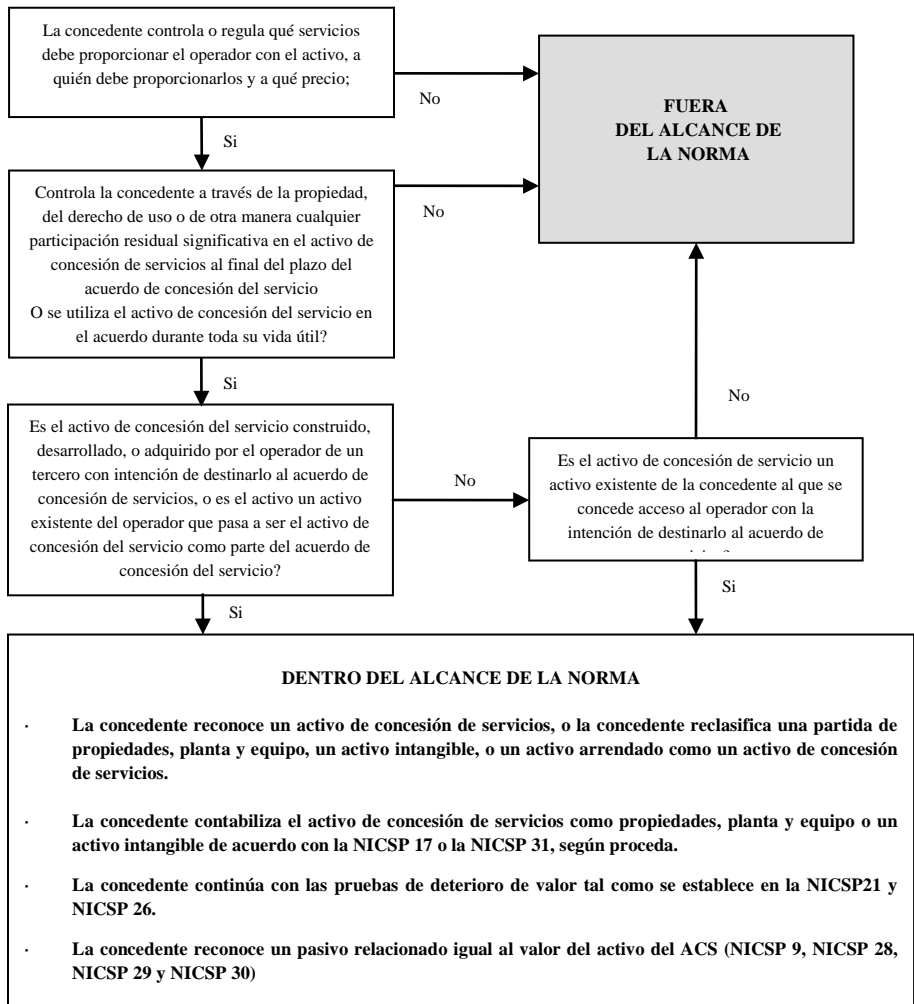 La concedente controla o regula qué servicios
debe proporcionar el operador con el activo, a
quién debe proporcionarlos y a qué precio;
No
FUERA
DEL ALCANCE DE
LA NORMA
Si
Controla la concedente a través de la propiedad,
del derecho de uso o de otra manera cualquier
participación residual significativa en el activo de
concesión de servicios al final del plazo del
acuerdo de concesión del servicio
O se utiliza el activo de concesión del servicio en
el acuerdo durante toda su vida útil?
No
Si
No
Es el activo de concesión del servicio construido,
desarrollado, o adquirido por el operador de un
tercero con intención de destinarlo al acuerdo de
concesión de servicios, o es el activo un activo
existente del operador que pasa a ser el activo de
concesión del servicio como parte del acuerdo de
concesión del servicio?
No
Es el activo de concesión de servicio un
activo existente de la concedente al que se
concede acceso al operador con la
intención de destinarlo al acuerdo de
Si
Si
DENTRO DEL ALCANCE DE LA NORMA
· La concedente reconoce un activo de concesión de servicios, o la concedente reclasifica una partida de
propiedades, planta y equipo, un activo intangible, o un activo arrendado como un activo de concesión
de servicios.
· La concedente contabiliza el activo de concesión de servicios como propiedades, planta y equipo o un
activo intangible de acuerdo con la NICSP 17 o la NICSP 31, según proceda.
· La concedente continúa con las pruebas de deterioro de valor tal como se establece en la NICSP21 y
NICSP 26.
· La concedente reconoce un pasivo relacionado igual al valor del activo del ACS (NICSP 9, NICSP 28,
NICSP 29 y NICSP 30)